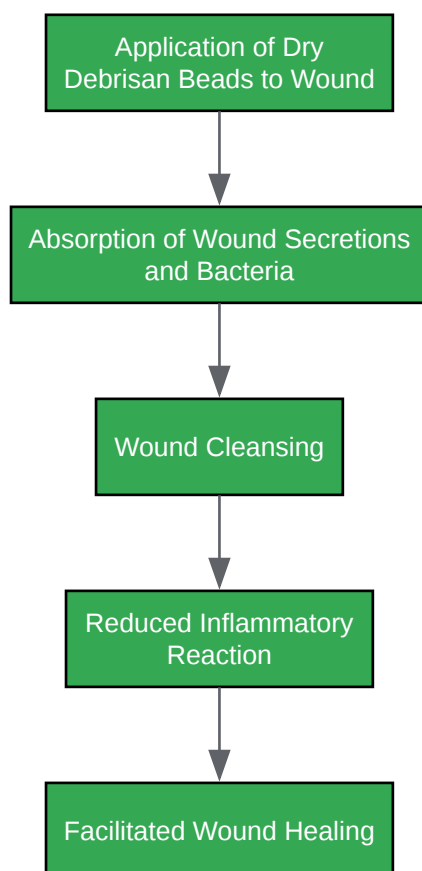 Application of Dry
Debrisan Beads to Wound
Absorption of Wound Secretions
and Bacteria
Wound Cleansing
Reduced Inflammatory
Reaction
Facilitated Wound Healing